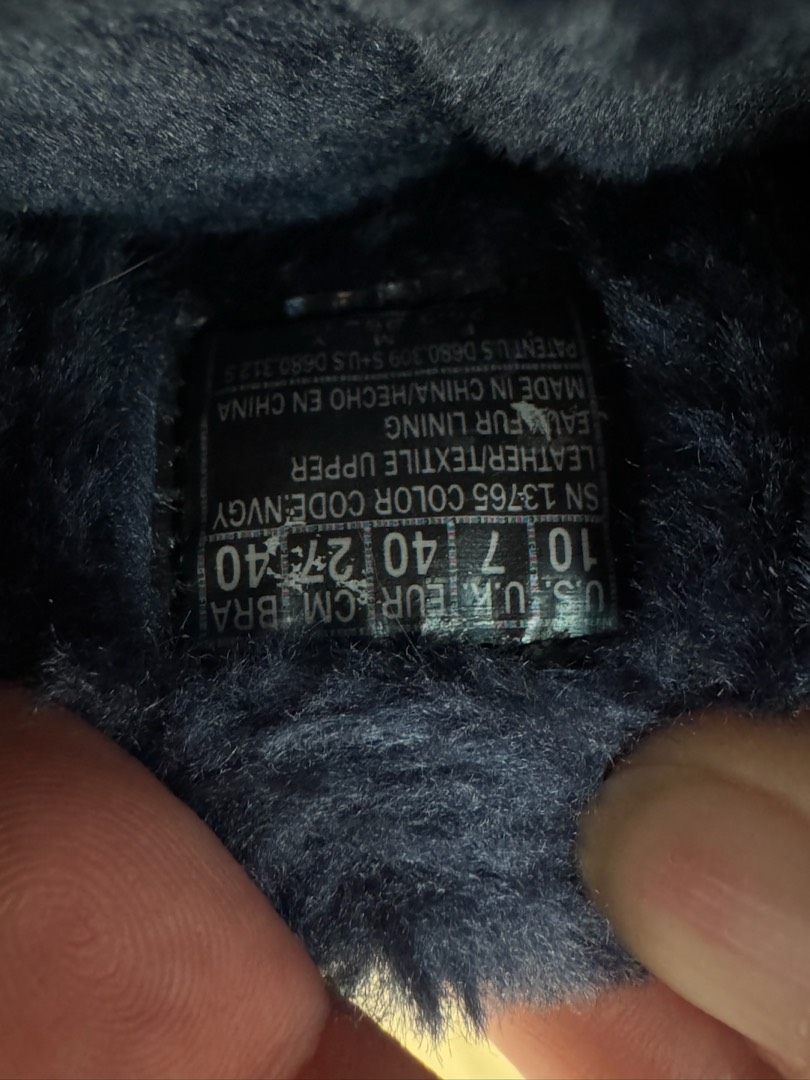 U.S. U.K. EUR CM BRA
10 7 40 27 40
SN 13765 COLOR CODE:NVGY
LEATHER/TEXTILE UPPER
FUR LINING
MADE IN CHINA/HECHO EN CHINA
PATENT U.S D680,309 S+U.S D680,312 S